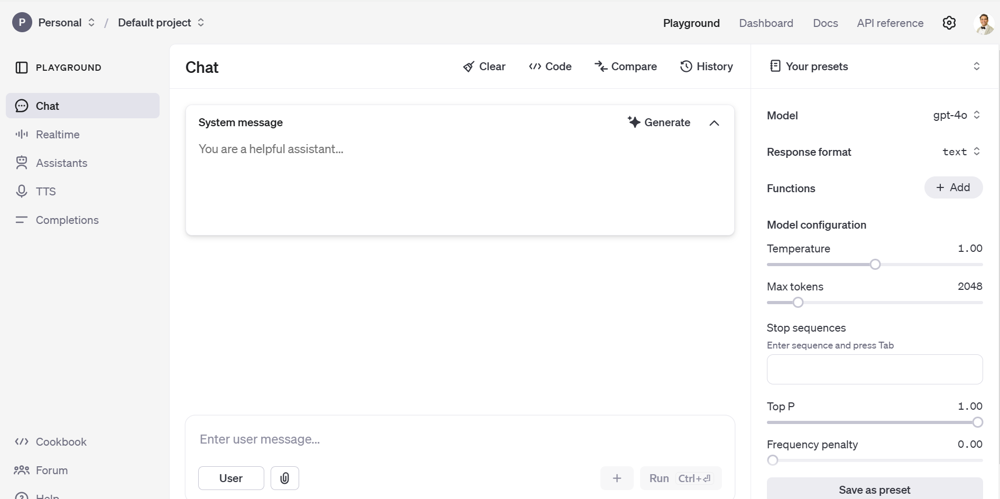 P Personal / Default project
Playground Dashboard Docs API reference
PLAYGROUND
Chat
Realtime
Assistants
TTS
Completions
Cookbook
Forum
Help
Chat
Clear Code Compare History
System message Generate
You are a helpful assistant...
Enter user message...
User
+ Run Ctrl+⏎
Your presets
Model gpt-4o
Response format text
Functions + Add
Model configuration
Temperature 1.00
Max tokens 2048
Stop sequences
Enter sequence and press Tab
Top P 1.00
Frequency penalty 0.00
Save as preset